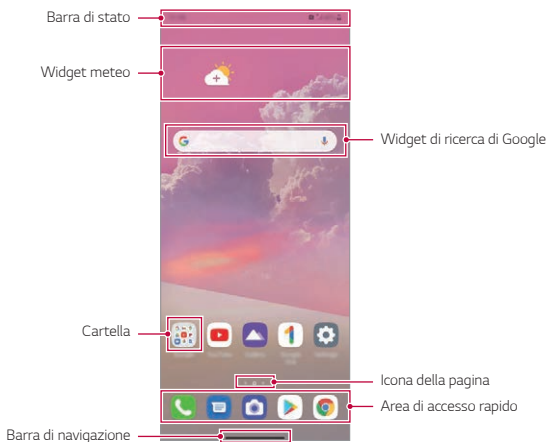 Barra di stato
Widget meteo
Widget di ricerca di Google
Cartella
Icona della pagina
Area di accesso rapido
Barra di navigazione